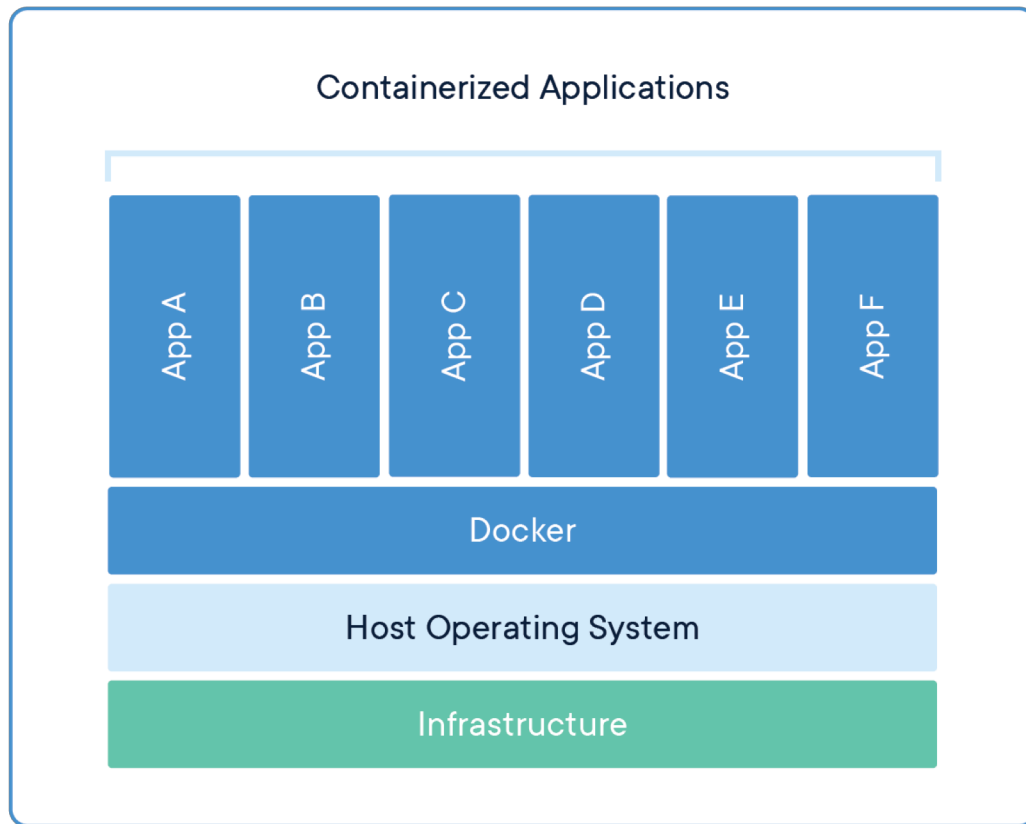 Containerized Applications
App A
App B
App C
App D
App E
App F
Docker
Host Operating System
Infrastructure